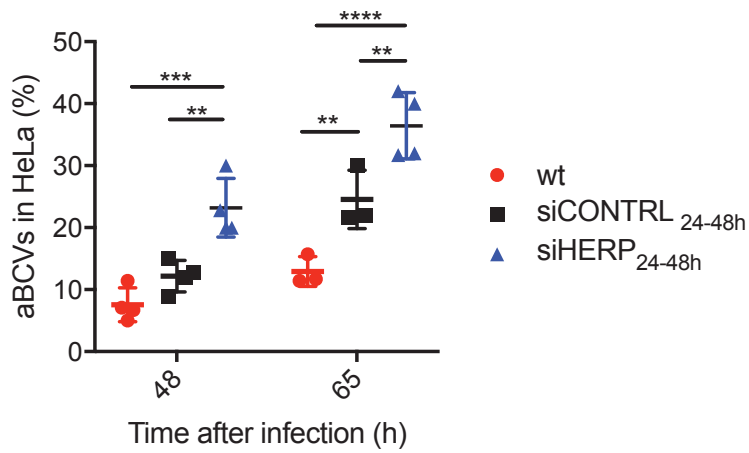 ****
**
***
**
**
50
40
30
20
10
0
aBCVs in HeLa (%)
48
65
Time after infection (h)
wt
siCONTRL 24-48h
siHERP24-48h